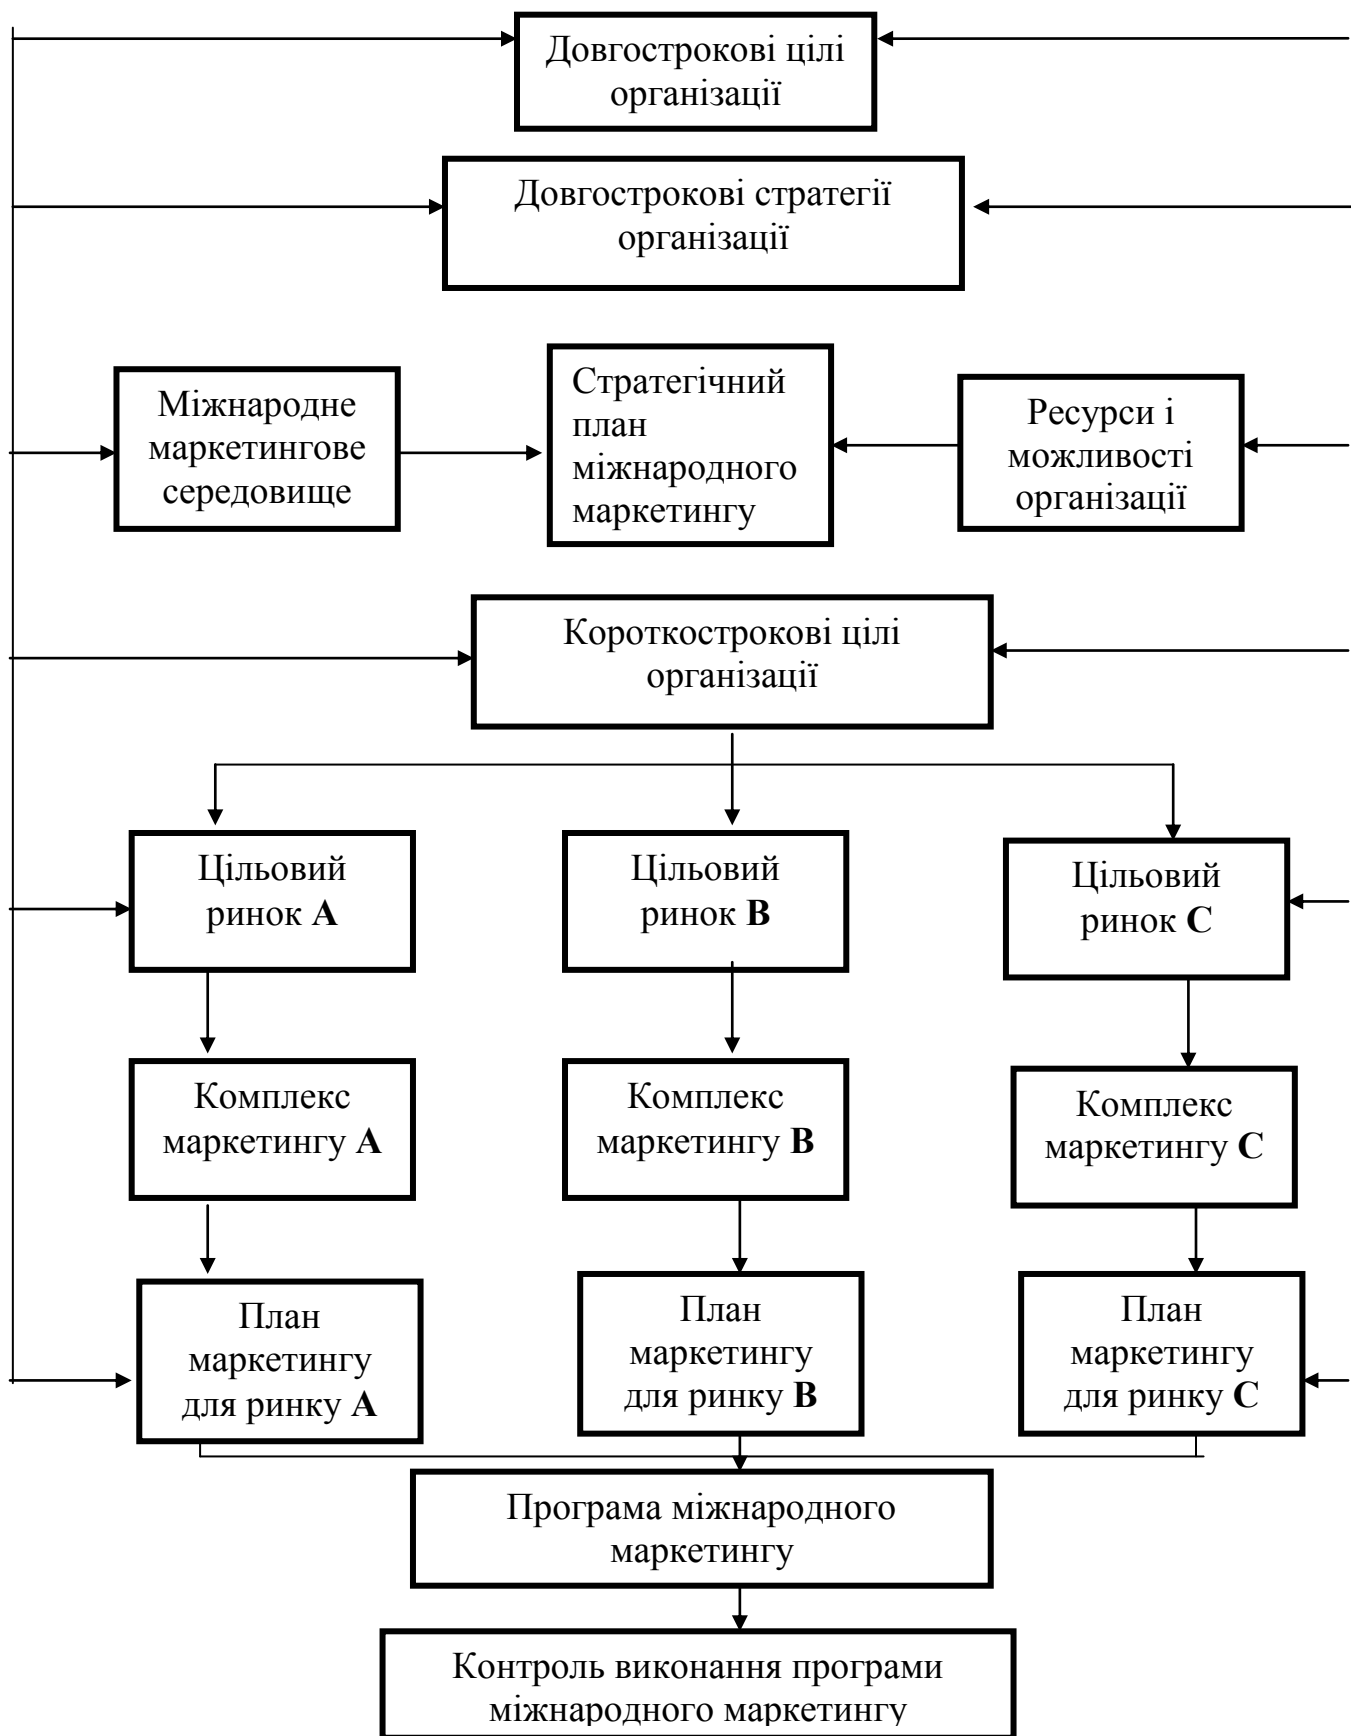 Довгострокові цілі
організації
Довгострокові стратегії
організації
Міжнародне
маркетингове
середовище
Стратегічний
план
міжнародного
маркетингу
Ресурси і
можливості
організації
Короткострокові цілі
організації
Цільовий
ринок А
Цільовий
ринок В
Цільовий
ринок С
Комплекс
маркетингу А
Комплекс
маркетингу В
Комплекс
маркетингу С
План
маркетингу
для ринку А
План
маркетингу
для ринку В
План
маркетингу
для ринку С
Програма міжнародного
маркетингу
Контроль виконання програми
міжнародного маркетингу